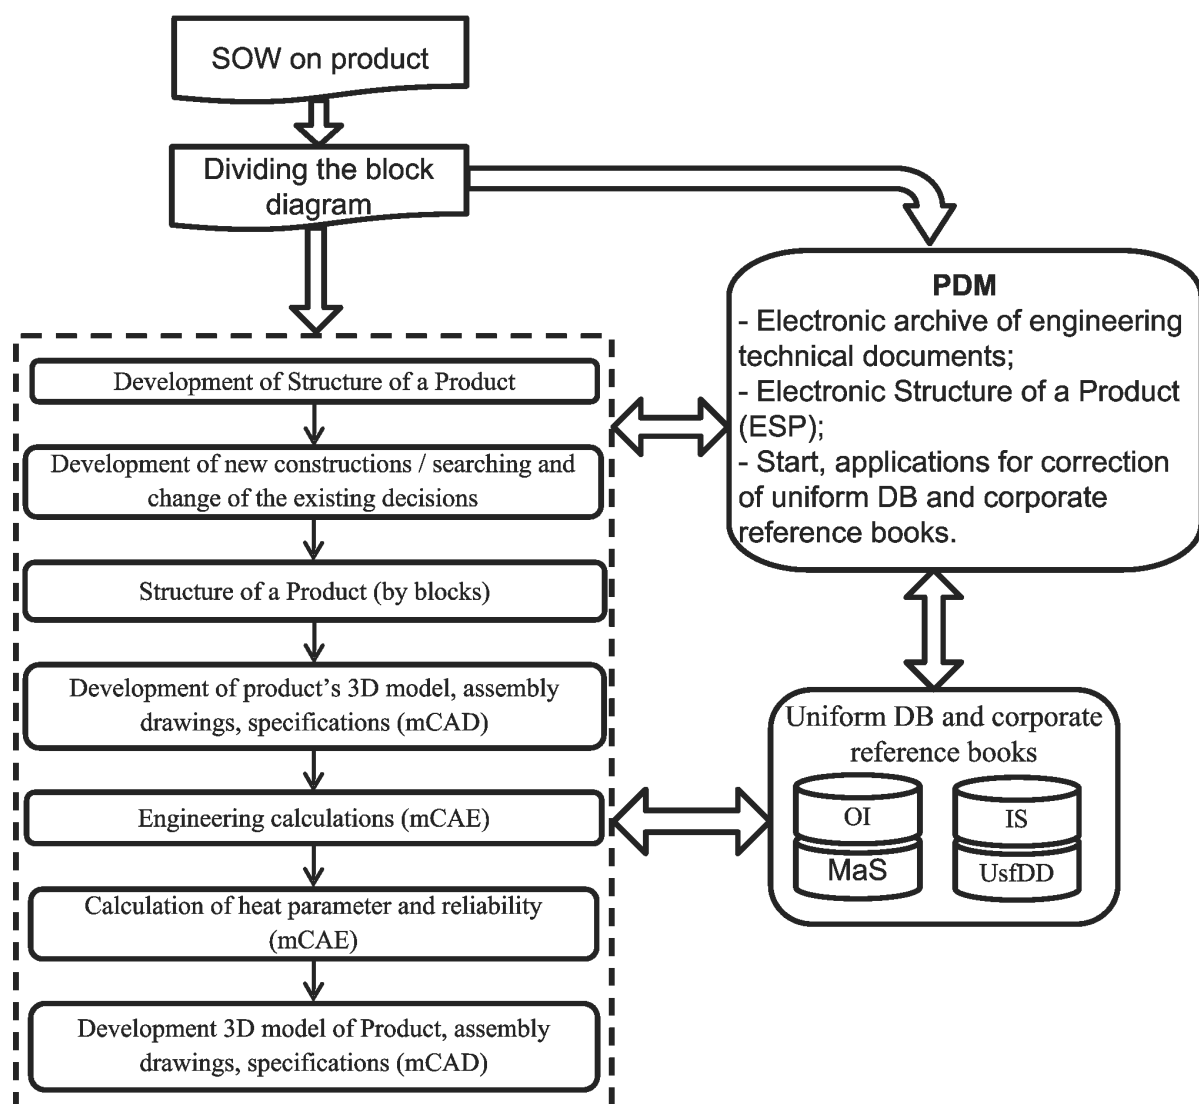 SOW on product
Dividing the block
diagram
PDM
- Electronic archive of engineering
technical documents;
- Electronic Structure of a Product
(ESP);
- Start, applications for correction
of uniform DB and corporate
reference books.
Development of Structure of a Product
Development of new constructions / searching and
change of the existing decisions
Structure of a Product (by blocks)
Development of product’s 3D model, assembly
drawings, specifications (mCAD)
Engineering calculations (mCAE)
Calculation of heat parameter and reliability
(mCAE)
Development 3D model of Product, assembly
drawings, specifications (mCAD)
Uniform DB and corporate
reference books
OI
IS
MaS
UsfDD